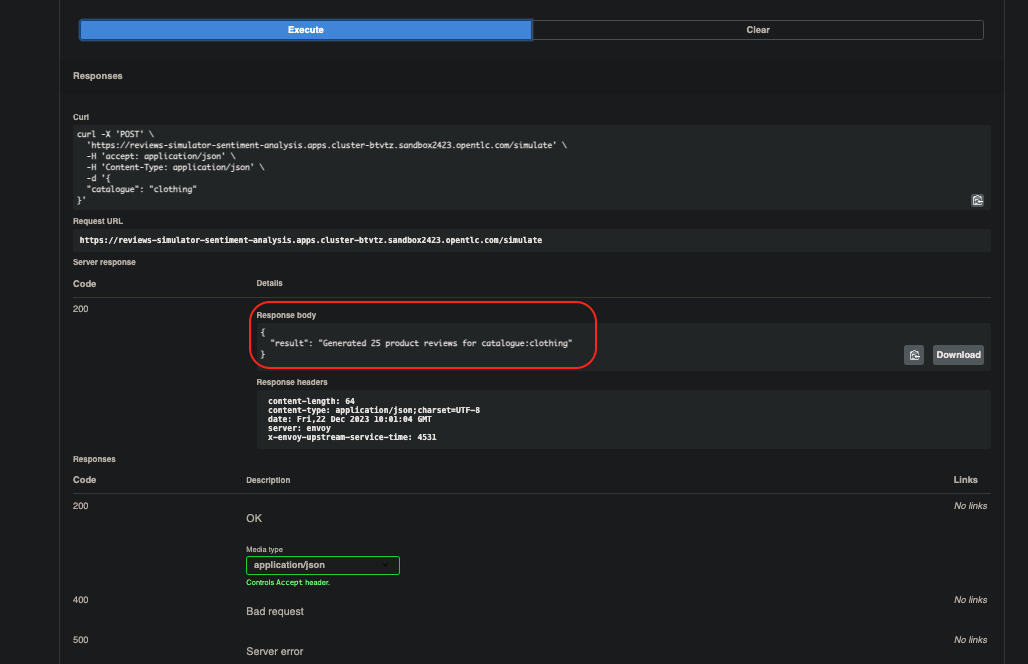 Execute
Clear
Responses
Curl
curl -X 'POST' \
'https://reviews-simulator-sentiment-analysis.apps.cluster-btvtz.sandbox2423.opentlc.com/simulate' \
-H 'accept: application/json' \
-H 'Content-Type: application/json' \
-d '{
"catalogue": "clothing"
}'
Request URL
https://reviews-simulator-sentiment-analysis.apps.cluster-btvtz.sandbox2423.opentlc.com/simulate
Server response
Code Details
200
Response body
{
"result": "Generated 25 product reviews for catalogue:clothing"
}
Download
Response headers
content-length: 64
content-type: application/json;charset=UTF-8
date: Fri,22 Dec 2023 10:01:04 GMT
server: envoy
x-envoy-upstream-service-time: 4531
Responses
Code Description Links
200 No links
OK
Media type
application/json
Controls Accept header.
400 No links
Bad request
500 No links
Server error